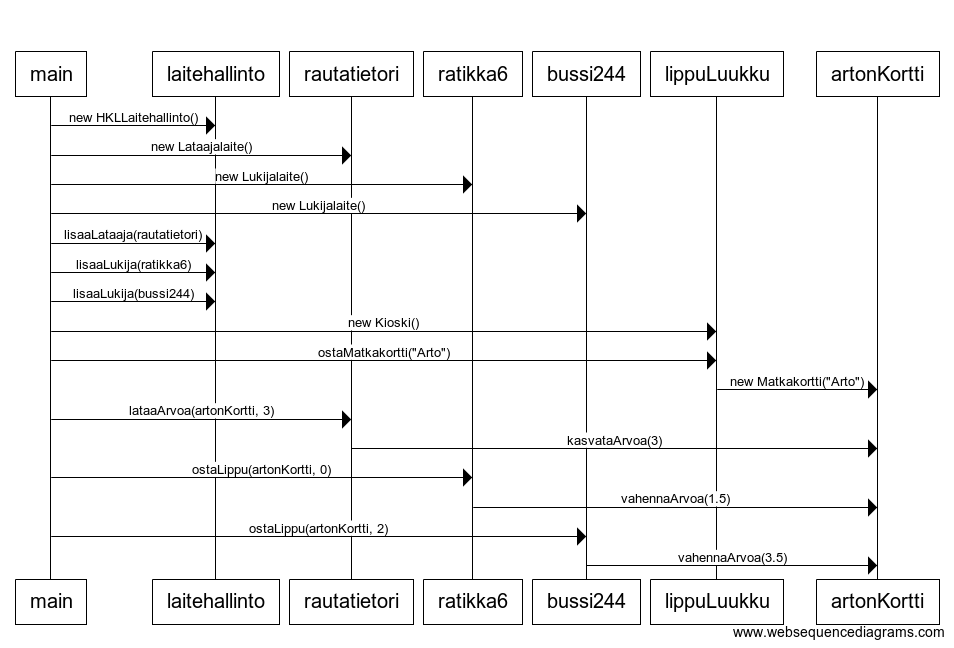 main laitehallinto rautatietori ratikka6 bussi244 lippuLuukku artonKortti
new HKLLaitehallinto()
new Lataajalaite()
new Lukijalaite()
new Lukijalaite()
lisaaLataaja(rautatietori)
lisaaLukija(ratikka6)
lisaaLukija(bussi244)
new Kioski()
ostaMatkakortti("Arto")
new Matkakortti("Arto")
lataaArvoa(artonKortti, 3)
kasvataArvoa(3)
ostaLippu(artonKortti, 0)
vahennaArvoa(1.5)
ostaLippu(artonKortti, 2)
vahennaArvoa(3.5)
main laitehallinto rautatietori ratikka6 bussi244 lippuLuukku artonKortti
www.websequencediagrams.com